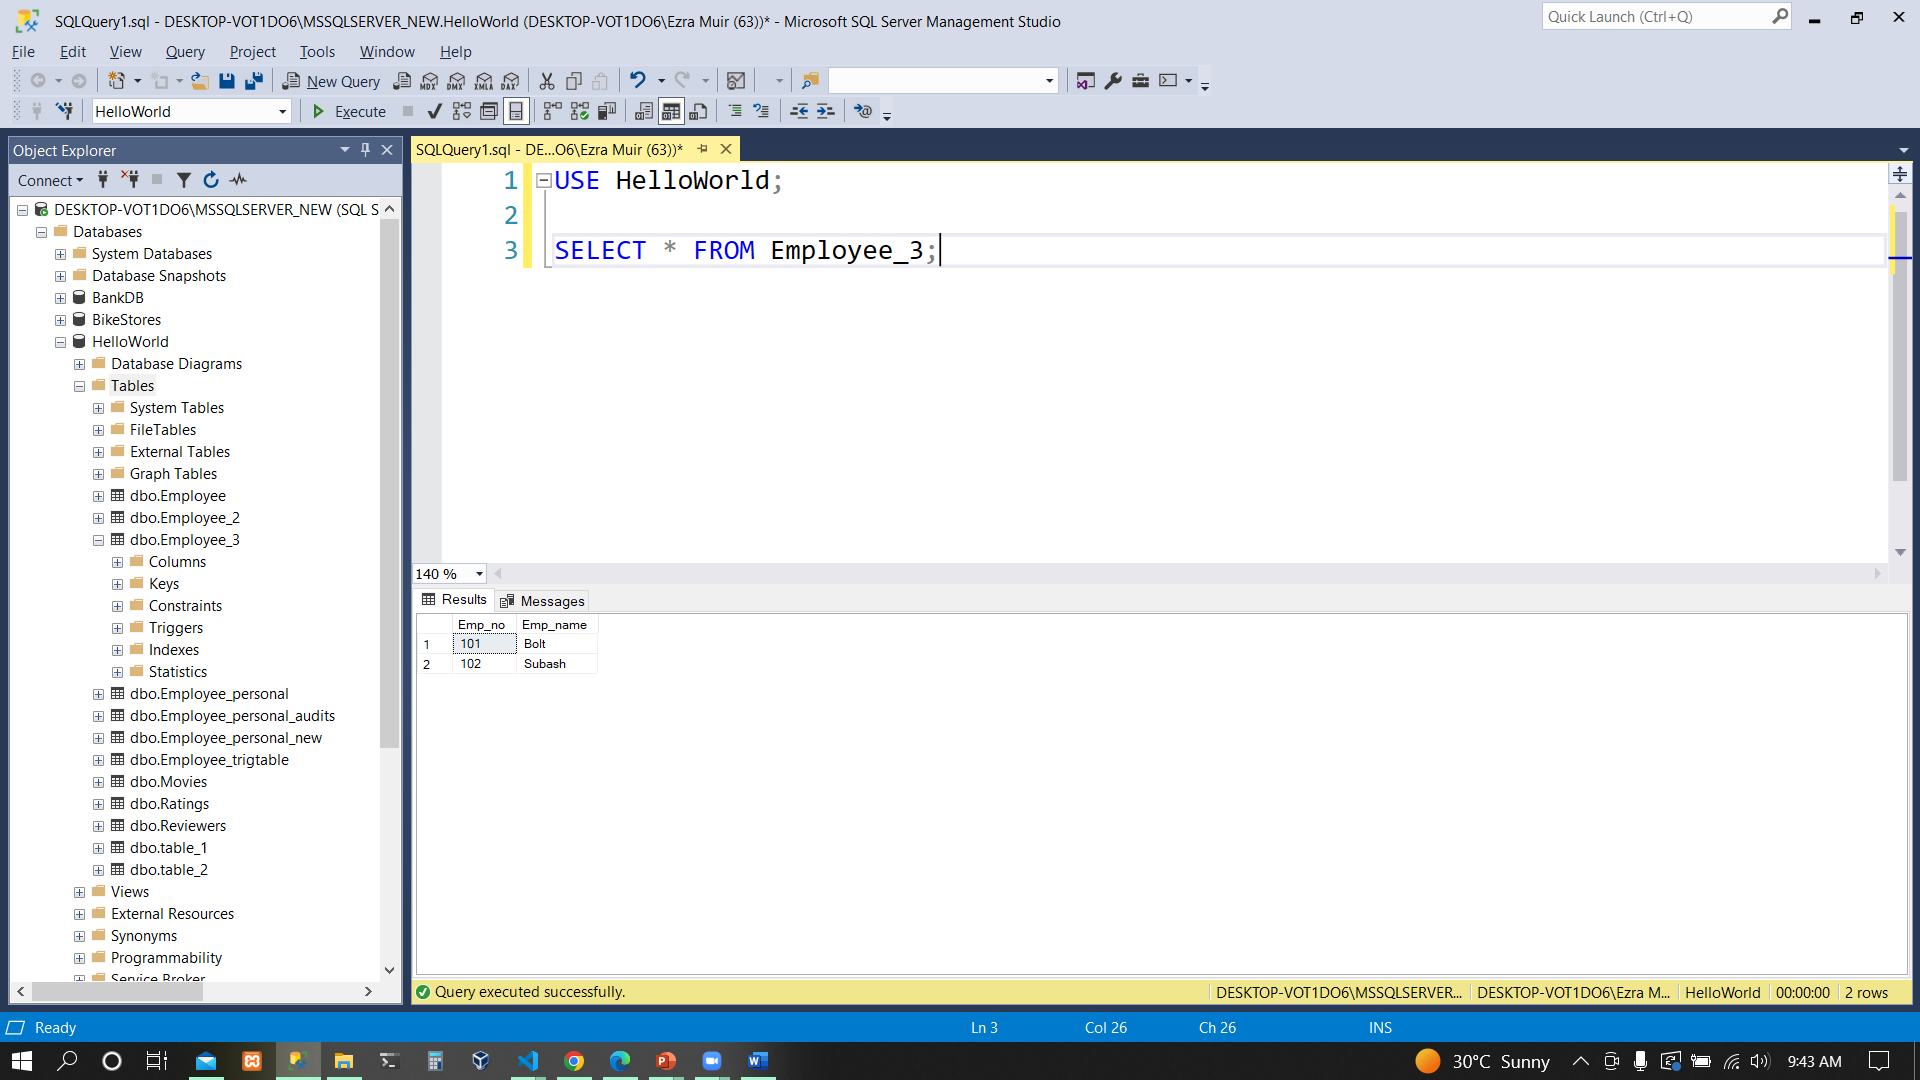 SQLQuery1.sql - DESKTOP-VOT1DO6\MSSQLSERVER_NEW.HelloWorld (DESKTOP-VOT1DO6\Ezra Muir (63))* - Microsoft SQL Server Management Studio
Quick Launch (Ctrl+Q)
File Edit View Query Project Tools Window Help
New Query MDX DMX XMLA DAX
HelloWorld Execute
Object Explorer
Connect
DESKTOP-VOT1DO6\MSSQLSERVER_NEW (SQL S
Databases
System Databases
Database Snapshots
BankDB
BikeStores
HelloWorld
Database Diagrams
Tables
System Tables
FileTables
External Tables
Graph Tables
dbo.Employee
dbo.Employee_2
dbo.Employee_3
Columns
Keys
Constraints
Triggers
Indexes
Statistics
dbo.Employee_personal
dbo.Employee_personal_audits
dbo.Employee_personal_new
dbo.Employee_trigtable
dbo.Movies
dbo.Ratings
dbo.Reviewers
dbo.table_1
dbo.table_2
Views
External Resources
Synonyms
Programmability
Service Broker
SQLQuery1.sql - DE...O6\Ezra Muir (63))*
1 USE HelloWorld;
2
3 SELECT * FROM Employee_3;
140 %
Results Messages
Emp_no Emp_name
1 101 Bolt
2 102 Subash
Query executed successfully. DESKTOP-VOT1DO6\MSSQLSERVER... DESKTOP-VOT1DO6\Ezra M... HelloWorld 00:00:00 2 rows
Ready Ln 3 Col 26 Ch 26 INS
30°C Sunny 9:43 AM